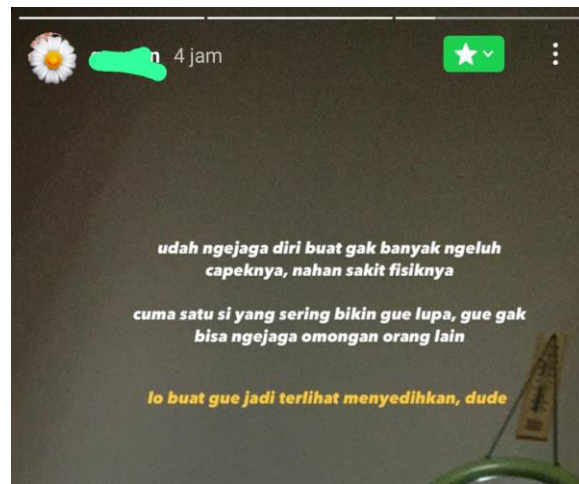 4 jam
udah ngejaga diri buat gak banyak ngeluh
capeknya, nahan sakit fisiknya
cuma satu si yang sering bikin gue lupa, gue gak
bisa ngejaga omongan orang lain
lo buat gue jadi terlihat menyedihkan, dude